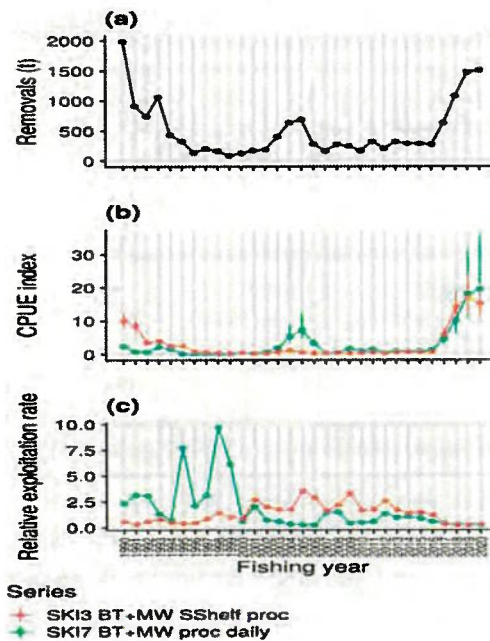 (a)
2000
1500
1000
500
0
Removals (t)
(b)
30
20
10
0
CPUE index
(c)
10.0
7.5
5.0
2.5
0.0
Relative exploitation rate
Fishing year
Series
SKI3 BT+MW SShelf proc
SKI7 BT+MW proc daily